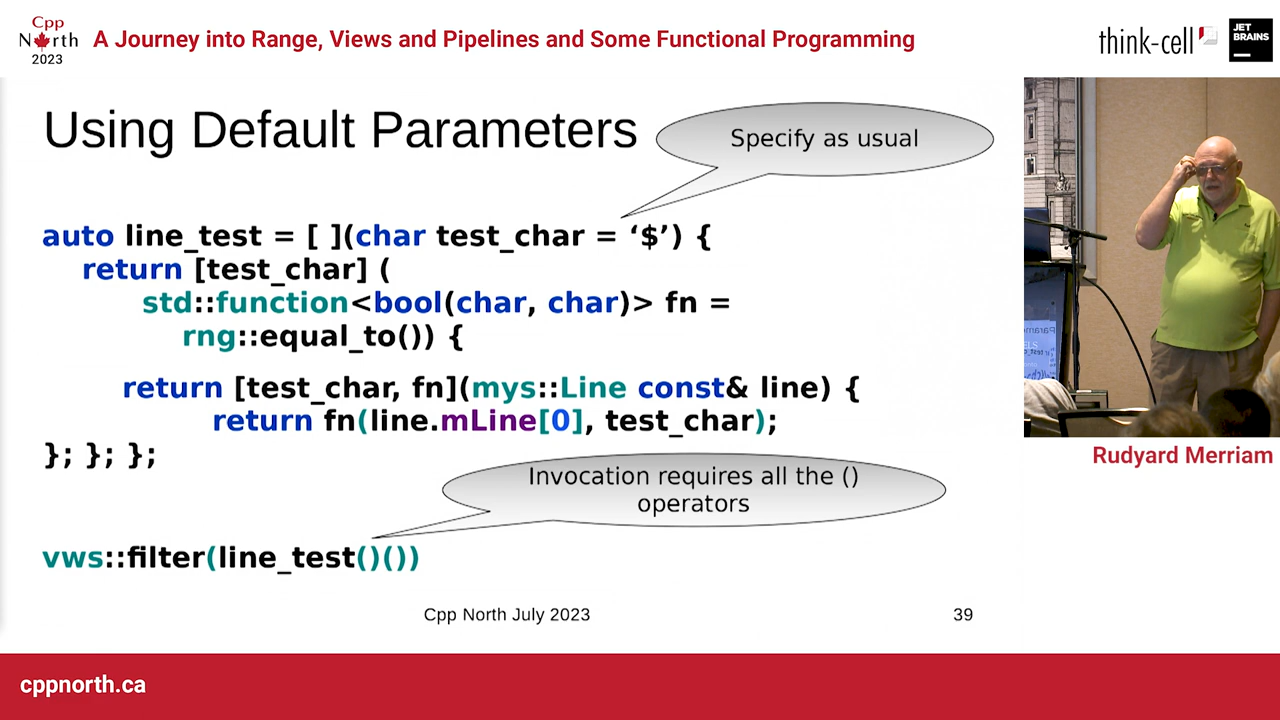 Cpp
North
2023
A Journey into Range, Views and Pipelines and Some Functional Programming
think-cell
JET
BRAINS
Using Default Parameters
Specify as usual
auto line_test = [ ](char test_char = ‘$’) {
return [test_char] (
std::function<bool(char, char)> fn =
rng::equal_to()) {
return [test_char, fn](mys::Line const& line) {
return fn(line.mLine[0], test_char);
}; }; };
Invocation requires all the ()
operators
vws::filter(line_test()())
Cpp North July 2023
39
Rudyard Merriam
cppnorth.ca